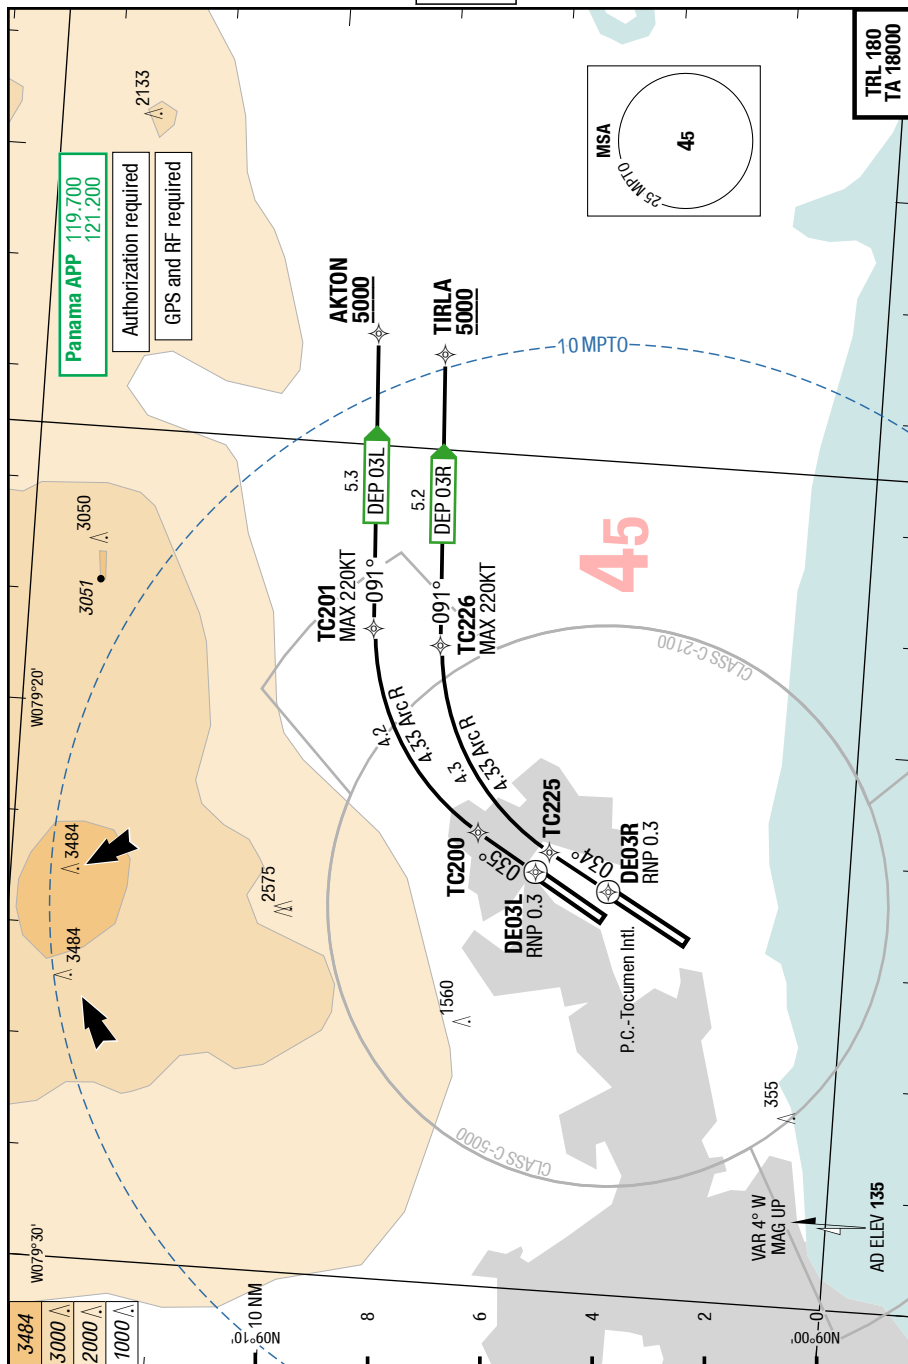 TRL 180
TA 18000
MSA
25 MPTO
45
2133
Panama APP 119.700
121.200
Authorization required
GPS and RF required
AKTON
5000
TIRLA
5000
10 MPTO
5.3
DEP 03L
5.2
DEP 03R
3050
3051
TC201
MAX 220KT
091°
091°
TC226
MAX 220KT
45
CLASS C-2100
W079°20'
4.2
4.33 Arc R
4.3
4.33 Arc R
3484
3484
2575
TC200
035°
TC225
034°
DE03L
RNP 0.3
DE03R
RNP 0.3
P.C.-Tocumen Intl.
1560
CLASS C-5000
355
VAR 4° W
MAG UP
AD ELEV 135
W079°30'
10 NM
N09°10'
8
6
4
2
0
N09°00'
3484
3000
2000
1000